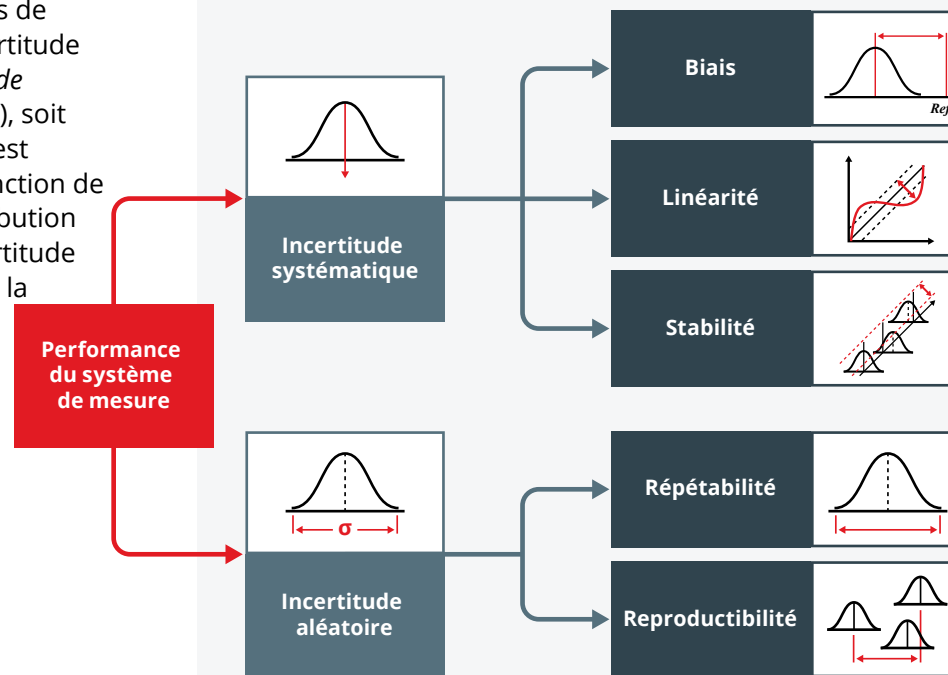 s de
rtitude
de
), soit
est
nction de
bution
rtitude
la
Performance
du système
de mesure
Incertitude
systématique
Biais
Linéarité
Stabilité
σ
Incertitude
aléatoire
Répétabilité
Reproductibilité